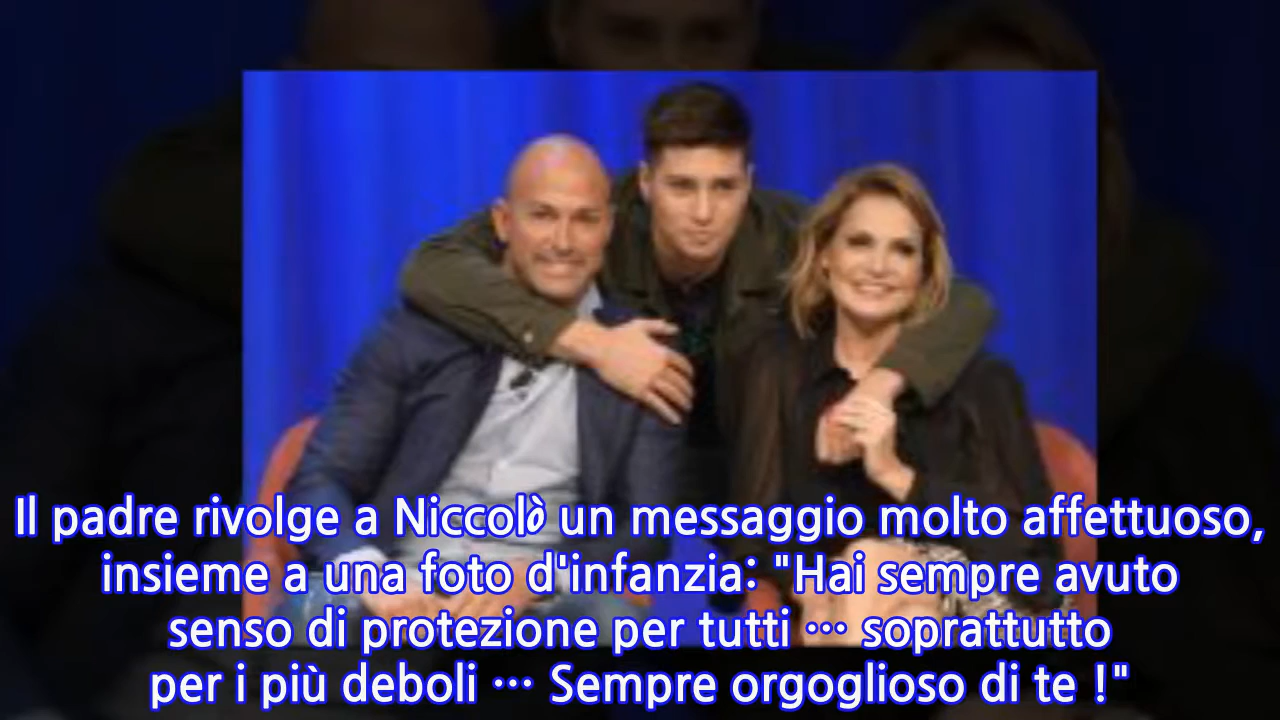 Il padre rivolge a Niccolò un messaggio molto affettuoso,
insieme a una foto d'infanzia: "Hai sempre avuto
senso di protezione per tutti ··· soprattutto
per i più deboli ··· Sempre orgoglioso di te !"